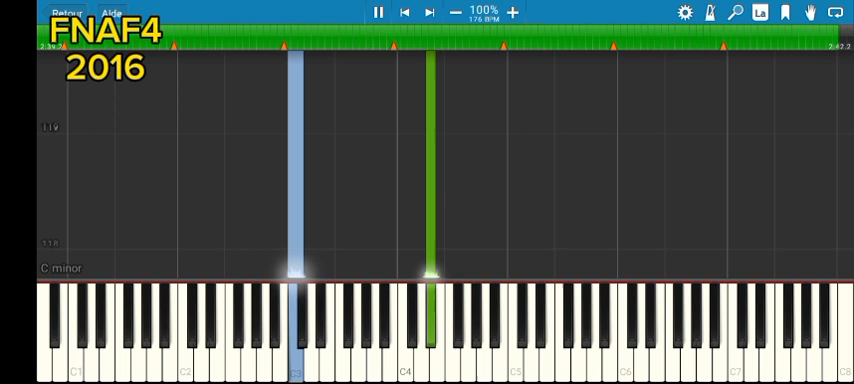 Retour Aide
FNAF4
2016
100%
176 BPM
La
2:39.2
2:42.2
119
118
C minor
C1 C2 C3 C4 C5 C6 C7 C8